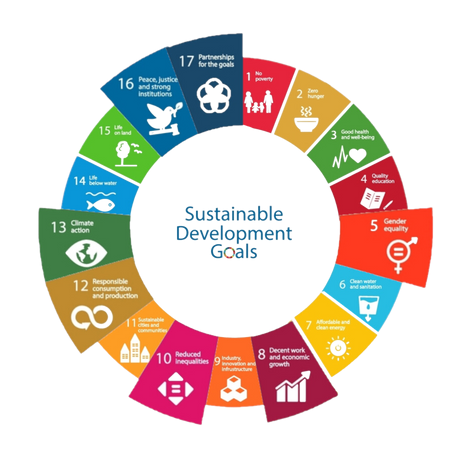 Sustainable
Development
Goals
1 No
poverty
2 Zero
hunger
3 Good health
and well-being
4 Quality
education
5 Gender
equality
6 Clean water
and sanitation
7 Affordable and
clean energy
8 Decent work
and economic
growth
9 Industry,
innovation and
infrastructure
10 Reduced
inequalities
11 Sustainable
cities and
communities
12 Responsible
consumption
and production
13 Climate
action
14 Life
below water
15 Life
on land
16 Peace, justice
and strong
institutions
17 Partnerships
for the goals